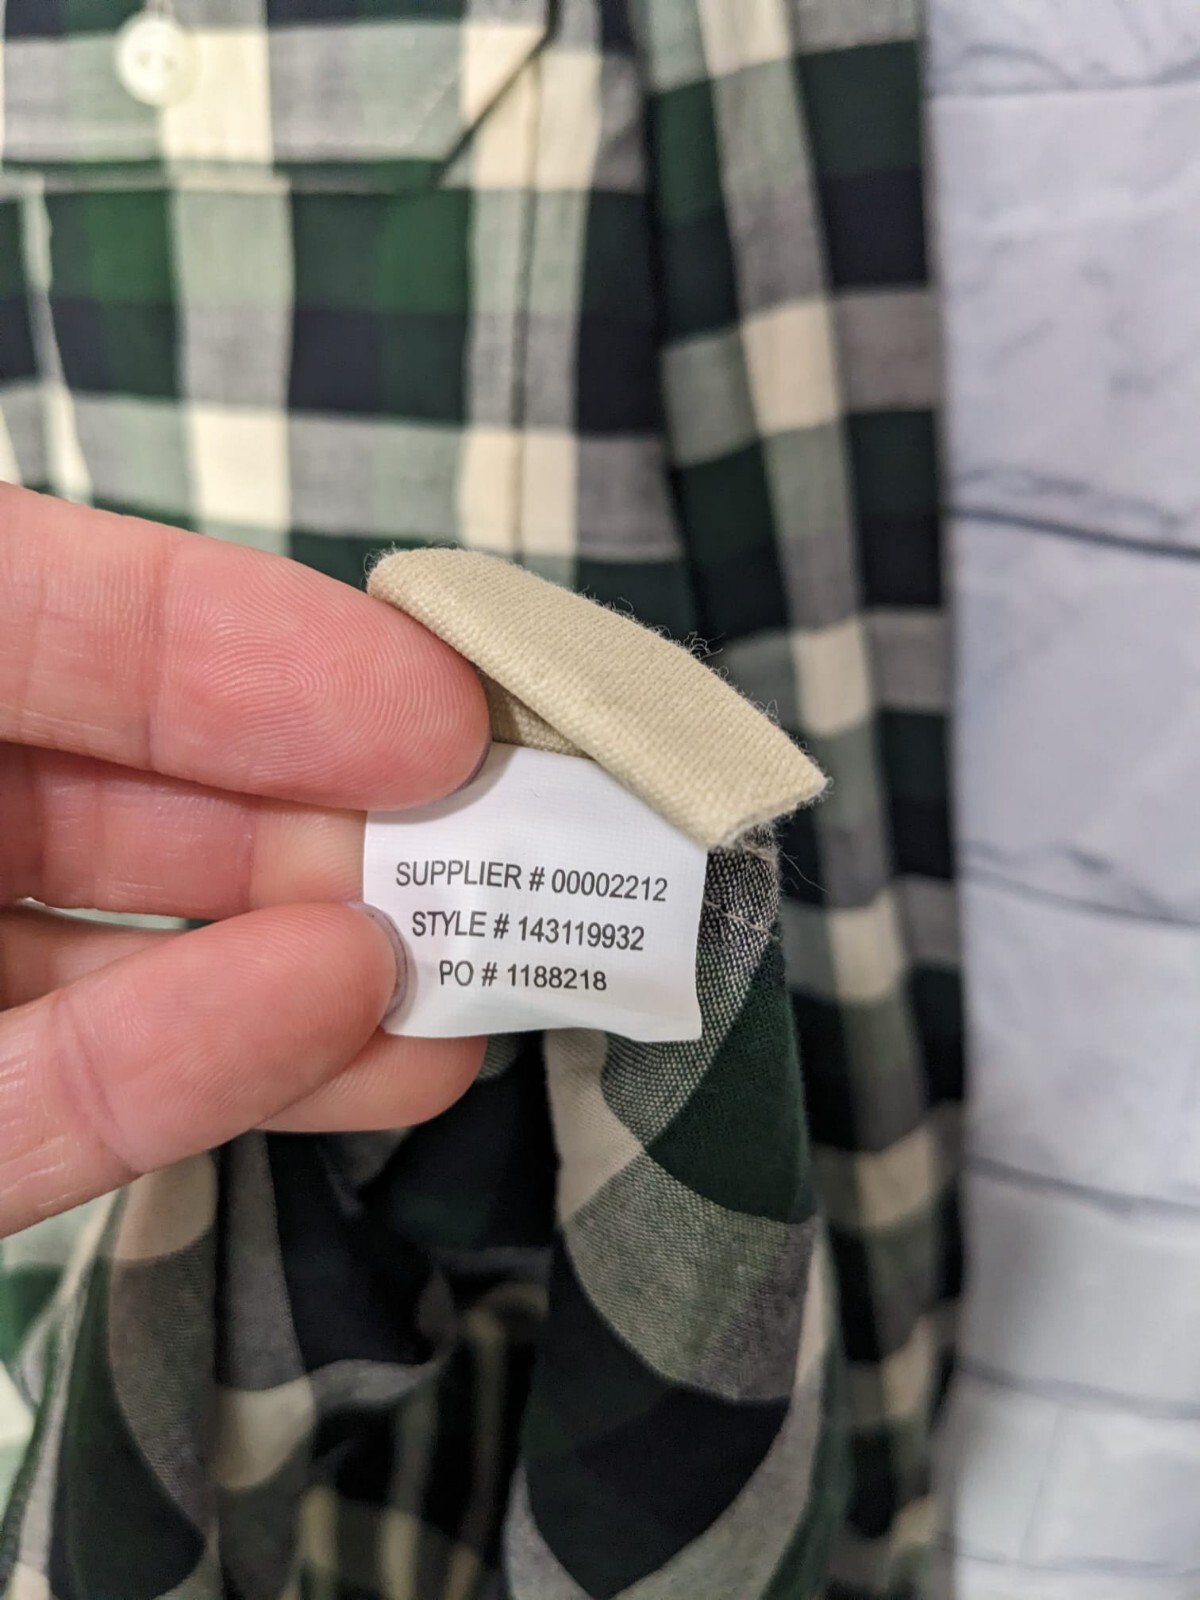 SUPPLIER # 00002212
STYLE # 143119932
PO # 1188218